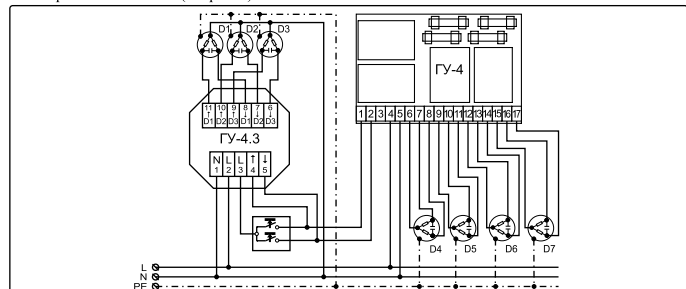 D1 D2 D3
ГУ-4
11 10 9 8 7 6
↑ ↑ ↑ ↓ ↓ ↓
D1 D2 D3 D1 D2 D3
1 2 3 4 5 6 7 8 9 10 11 12 13 14 15 16 17
ГУ-4.3
N L L ↑ ↓
1 2 3 4 5
D4 D5 D6 D7
L
N
PE